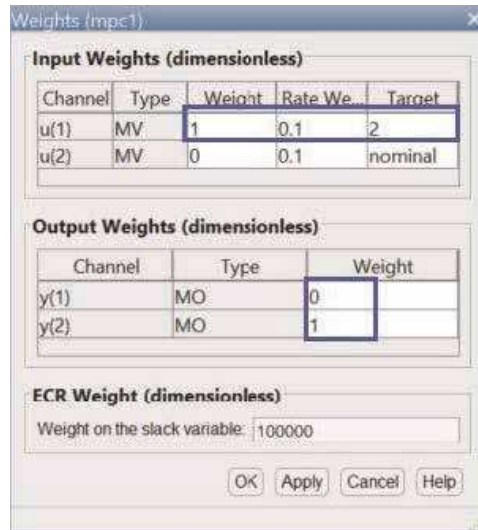 Weights (mpc1)
Input Weights (dimensionless)
Channel Type Weight Rate We... Target
u(1) MV 1 0.1 2
u(2) MV 0 0.1 nominal
Output Weights (dimensionless)
Channel Type Weight
y(1) MO 0
y(2) MO 1
ECR Weight (dimensionless)
Weight on the slack variable: 100000
OK Apply Cancel Help